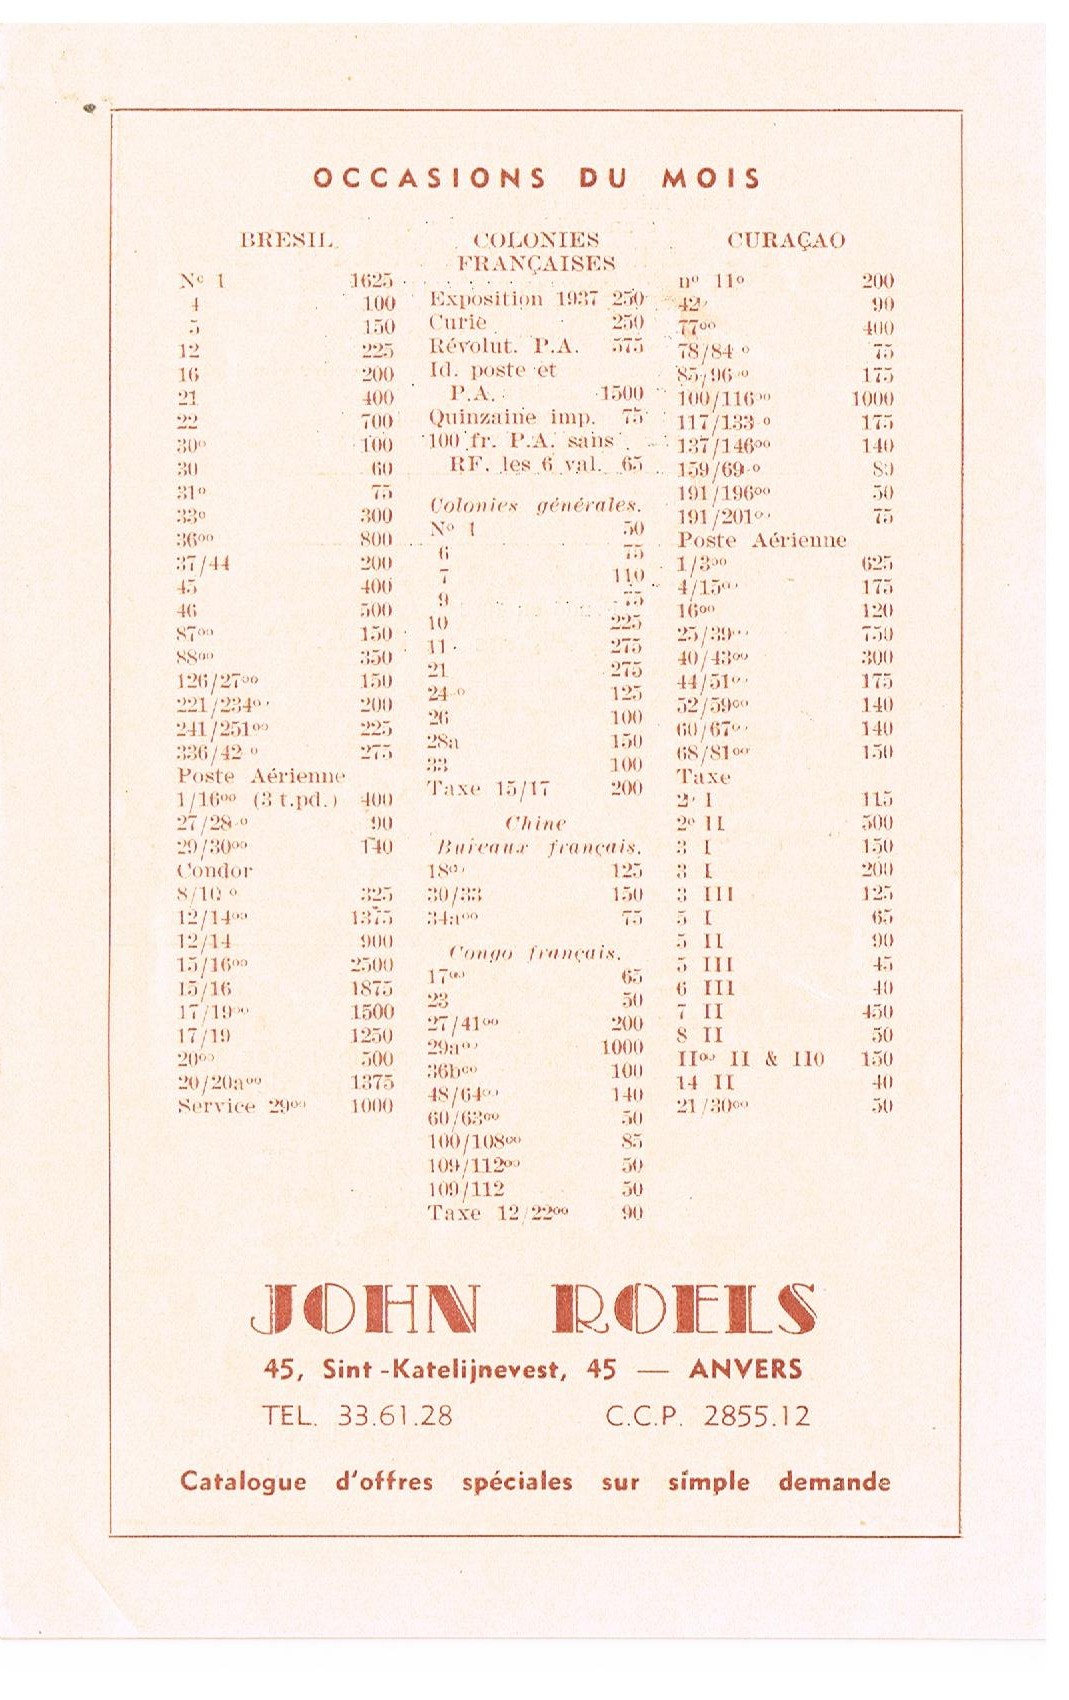 OCCASIONS DU MOIS
BRESIL
N° 1 1625
4 100
5 150
12 225
16 200
21 400
22 700
30° 100
30 60
31° 75
33° 300
36°° 800
37/44 200
45 400
46 500
87°° 150
88°° 350
126/27°° 150
221/234°° 200
241/251°° 225
336/42 ° 275
Poste Aérienne
1/16°° (3 t.pd.) 400
27/28 ° 90
29/30°° 140
Condor
8/10 ° 325
12/14°° 1375
12/14 900
15/16°° 2500
15/16 1875
17/19°° 1500
17/19 1250
20°° 500
20/20a°° 1375
Service 29°° 1000
COLONIES
FRANÇAISES
Exposition 1937 250
Curie 250
Révolut. P.A. 575
Id. poste et
P.A. 1500
Quinzaine imp. 75
100 fr. P.A. sans
RF. les 6 val. 65
Colonies générales.
N° 1 50
6 75
7 110
9 75
10 225
11 275
21 275
24 ° 125
26 100
28a 150
33 100
Taxe 15/17 200
Chine
Bureaux français.
18°° 125
30/33 150
34a°° 75
Congo français.
17°° 65
23 50
27/41°° 200
29a°° 1000
36b°° 100
48/64°° 140
60/63°° 50
100/108°° 85
109/112°° 50
109/112 50
Taxe 12/22°° 90
CURAÇAO
n° 11° 200
42 90
77°° 400
78/84 ° 75
85/96 ° 175
100/116°° 1000
117/133 ° 175
137/146°° 140
159/69 ° 80
191/196°° 50
191/201°° 75
Poste Aérienne
1/3°° 625
4/15°° 175
16°° 120
25/39°° 750
40/43°° 300
44/51°° 175
52/59°° 140
60/67°° 140
68/81°° 150
Taxe
2° I 115
2° II 500
3 I 150
3 I 200
3 III 125
5 I 65
5 II 90
5 III 45
6 III 40
7 II 450
8 II 50
II°° II & I10 150
14 II 40
21/30°° 50
JOHN ROELS
45, Sint-Katelijnevest, 45 — ANVERS
TEL. 33.61.28 C.C.P. 2855.12
Catalogue d'offres spéciales sur simple demande